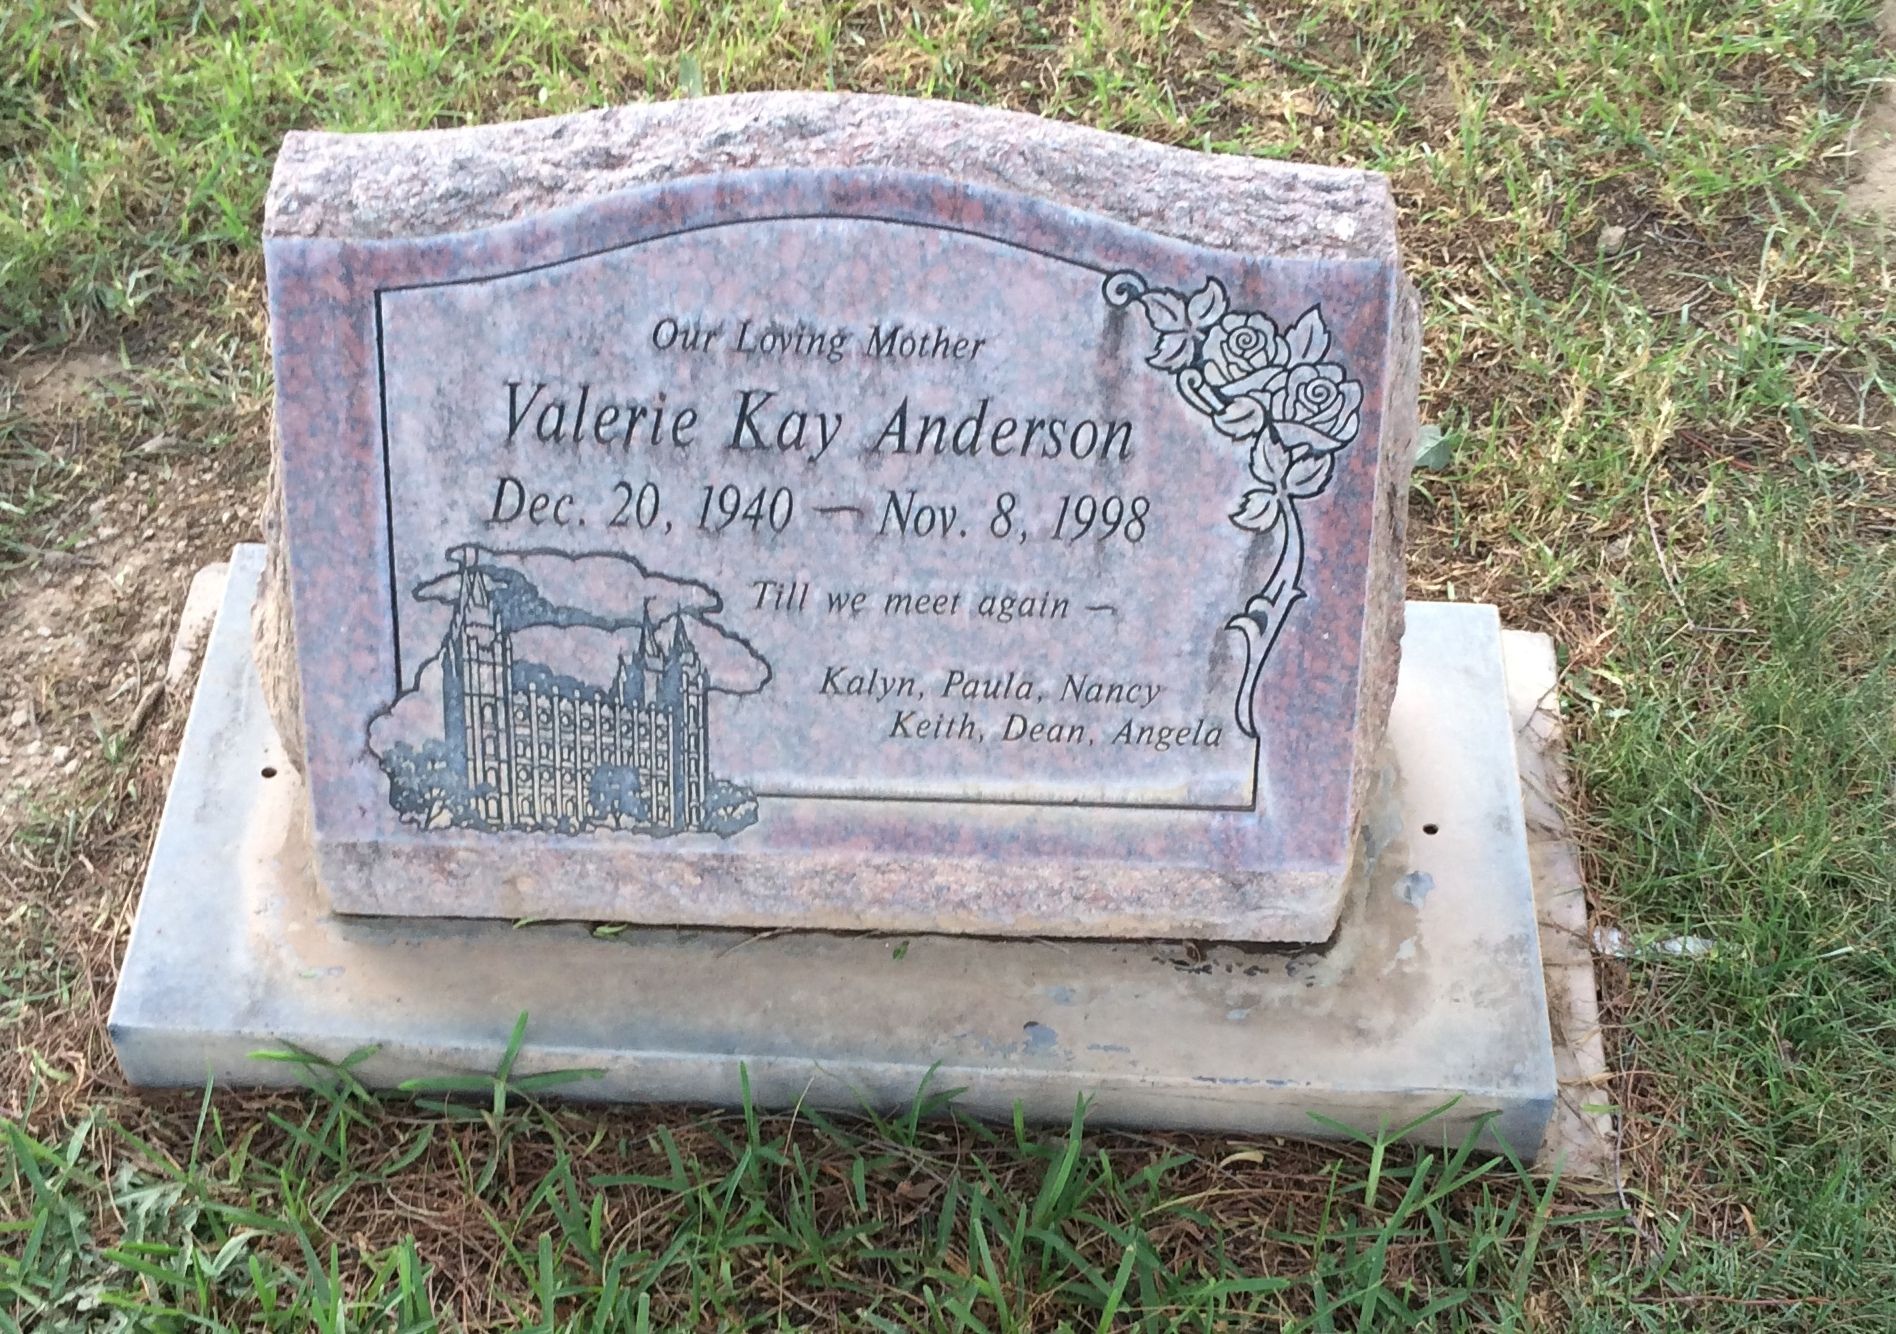 Our Loving Mother
Valerie Kay Anderson
Dec. 20, 1940 — Nov. 8, 1998
Till we meet again —
Kalyn, Paula, Nancy
Keith, Dean, Angela